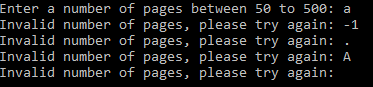 Enter a number of pages between 50 to 500: a
Invalid number of pages, please try again: -1
Invalid number of pages, please try again: .
Invalid number of pages, please try again: A
Invalid number of pages, please try again: